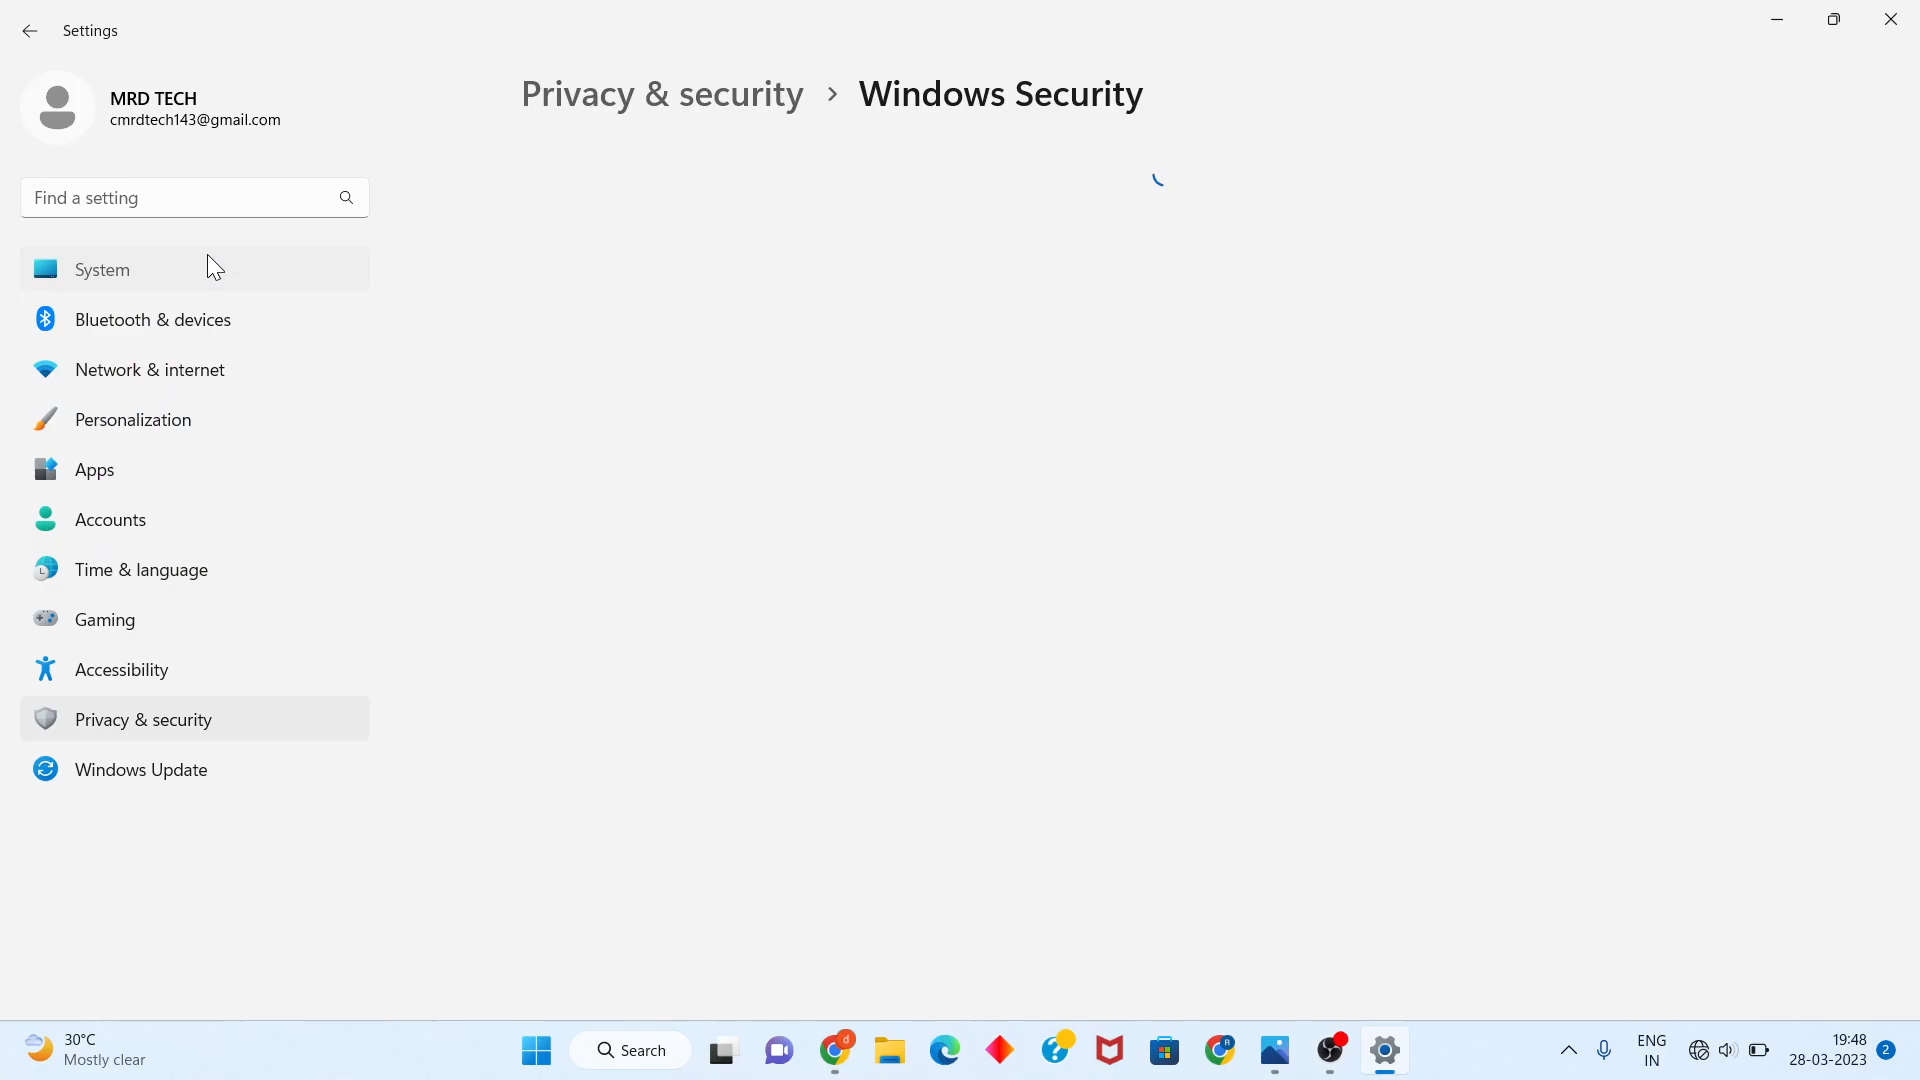 Settings
MRD TECH
cmrdtech143@gmail.com
Privacy & security > Windows Security
Find a setting
System
Bluetooth & devices
Network & internet
Personalization
Apps
Accounts
Time & language
Gaming
Accessibility
Privacy & security
Windows Update
30°C
Mostly clear
Search
d
R
ENG
IN
19:48
28-03-2023
2